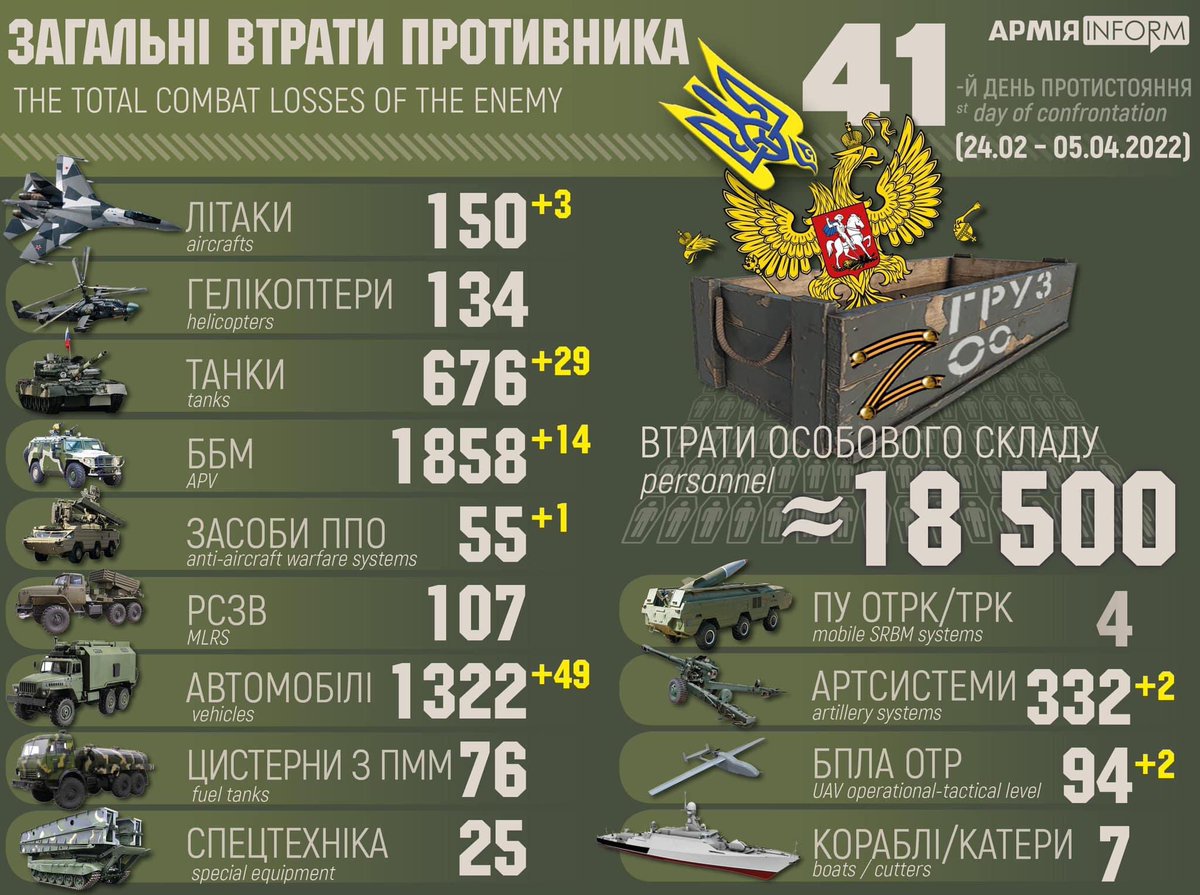 ЗАГАЛЬНІ ВТРАТИ ПРОТИВНИКА
THE TOTAL COMBAT LOSSES OF THE ENEMY
41
-й ДЕНЬ ПРОТИСТОЯННЯ
st day of confrontation
(24.02 – 05.04.2022)
АРМІЯ INFORM
ЛІТАКИ 150 +3
aircrafts
ГЕЛІКОПТЕРИ 134
helicopters
ТАНКИ 676 +29
tanks
ББМ 1858 +14
APV
ЗАСОБИ ППО 55 +1
anti-aircraft warfare systems
РСЗВ 107
MLRS
АВТОМОБІЛІ 1322 +49
vehicles
ЦИСТЕРНИ З ПММ 76
fuel tanks
СПЕЦТЕХНІКА 25
special equipment
ГРУЗ
Z 00
ВТРАТИ ОСОБОВОГО СКЛАДУ
personnel ≈18 500
ПУ ОТРК/ТРК 4
mobile SRBM systems
АРТСИСТЕМИ 332 +2
artillery systems
БПЛА ОТР 94 +2
UAV operational-tactical level
КОРАБЛІ/КАТЕРИ 7
boats / cutters